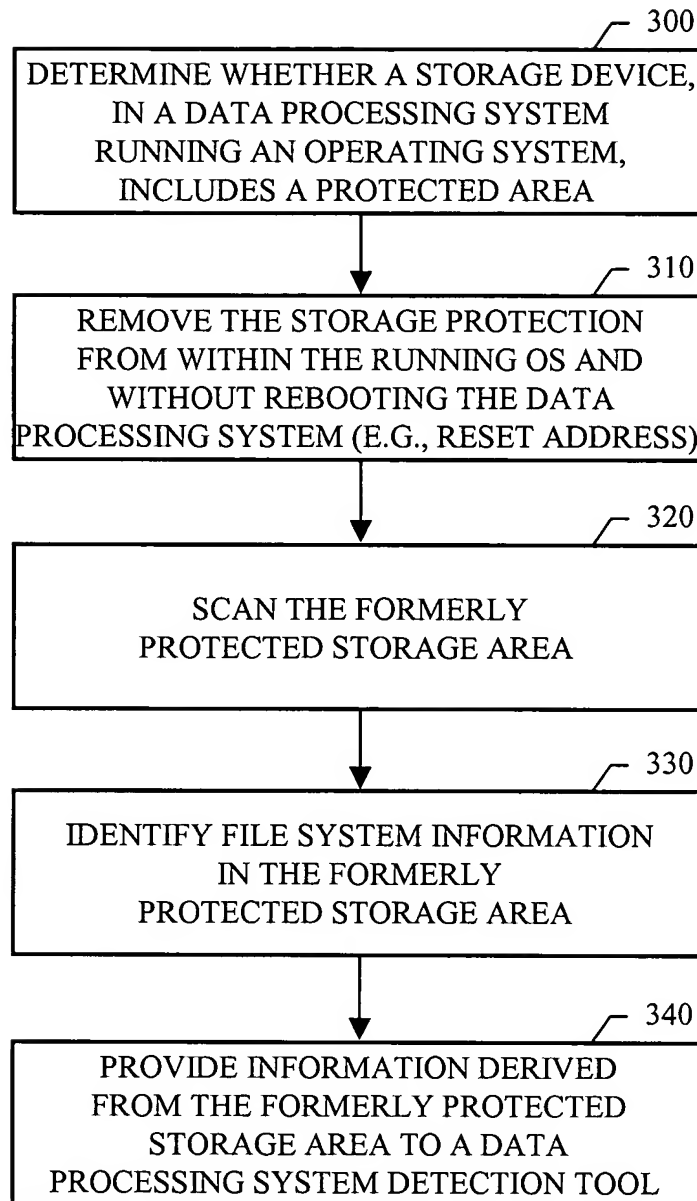 300
DETERMINE WHETHER A STORAGE DEVICE,
IN A DATA PROCESSING SYSTEM
RUNNING AN OPERATING SYSTEM,
INCLUDES A PROTECTED AREA
310
REMOVE THE STORAGE PROTECTION
FROM WITHIN THE RUNNING OS AND
WITHOUT REBOOTING THE DATA
PROCESSING SYSTEM (E.G., RESET ADDRESS)
320
SCAN THE FORMERLY
PROTECTED STORAGE AREA
330
IDENTIFY FILE SYSTEM INFORMATION
IN THE FORMERLY
PROTECTED STORAGE AREA
340
PROVIDE INFORMATION DERIVED
FROM THE FORMERLY PROTECTED
STORAGE AREA TO A DATA
PROCESSING SYSTEM DETECTION TOOL